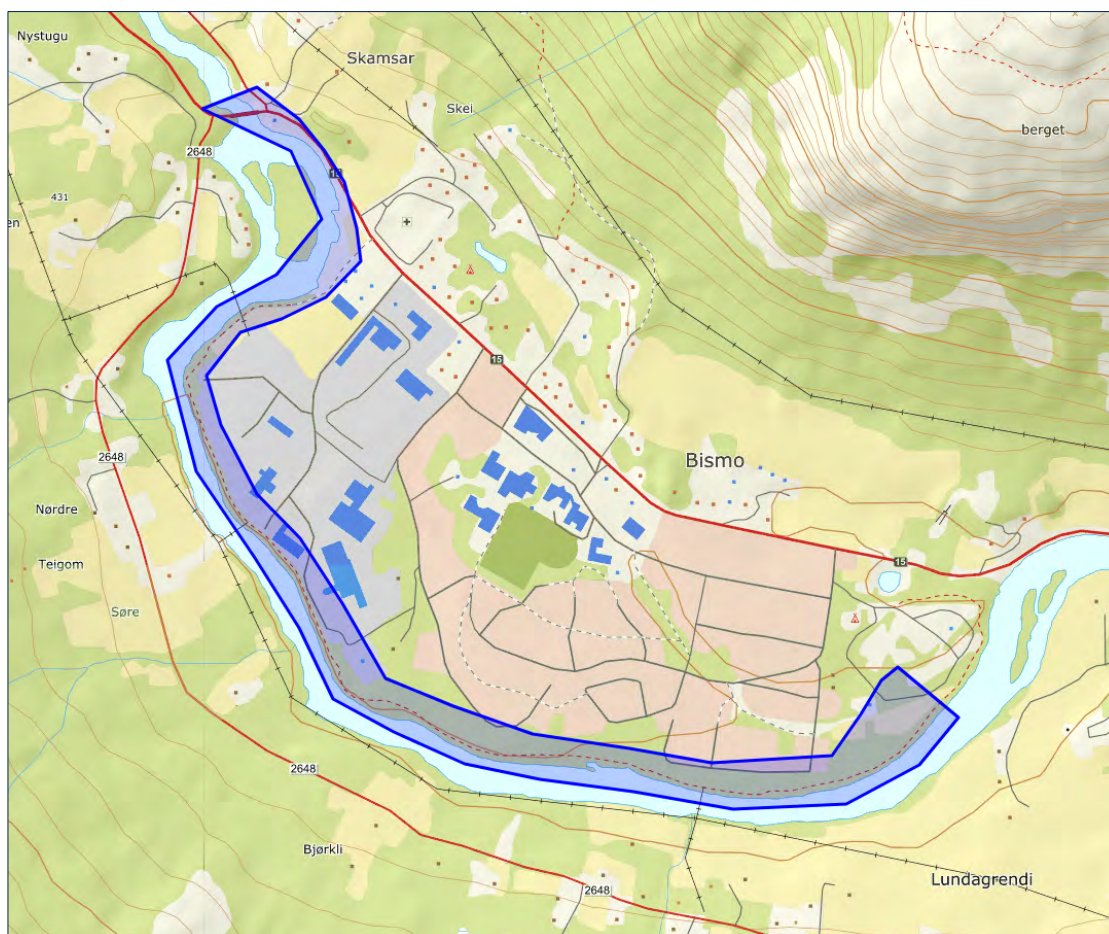 Nystugu
Skamsar
Skei
berget
2648
15
431
en
15
Bismo
2648
Nørdre
15
Teigom
Søre
2648
Bjørkli
Lundagrendi
2648